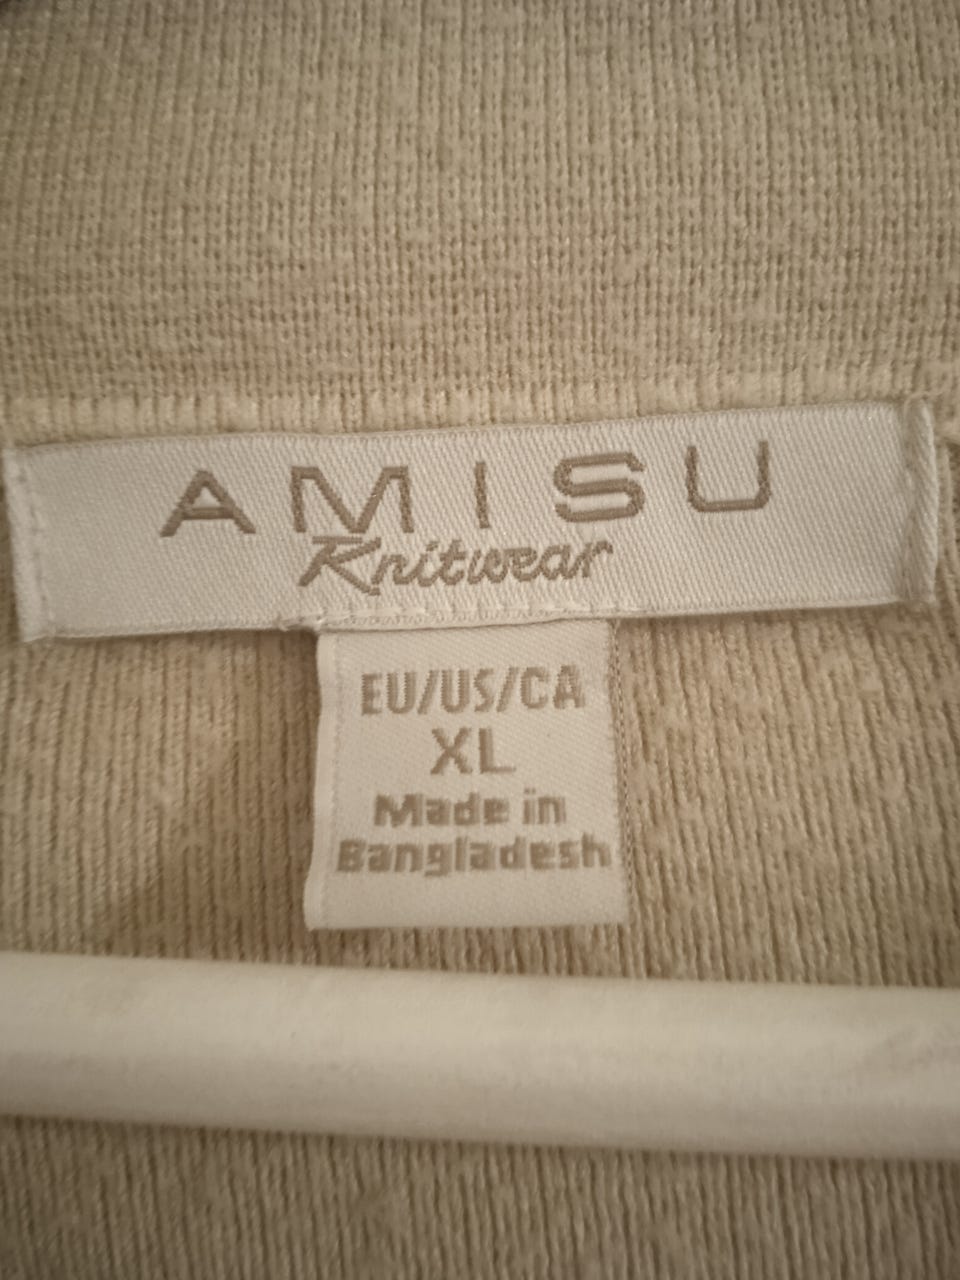 AMISU
Knitwear
EU/US/CA
XL
Made in
Bangladesh